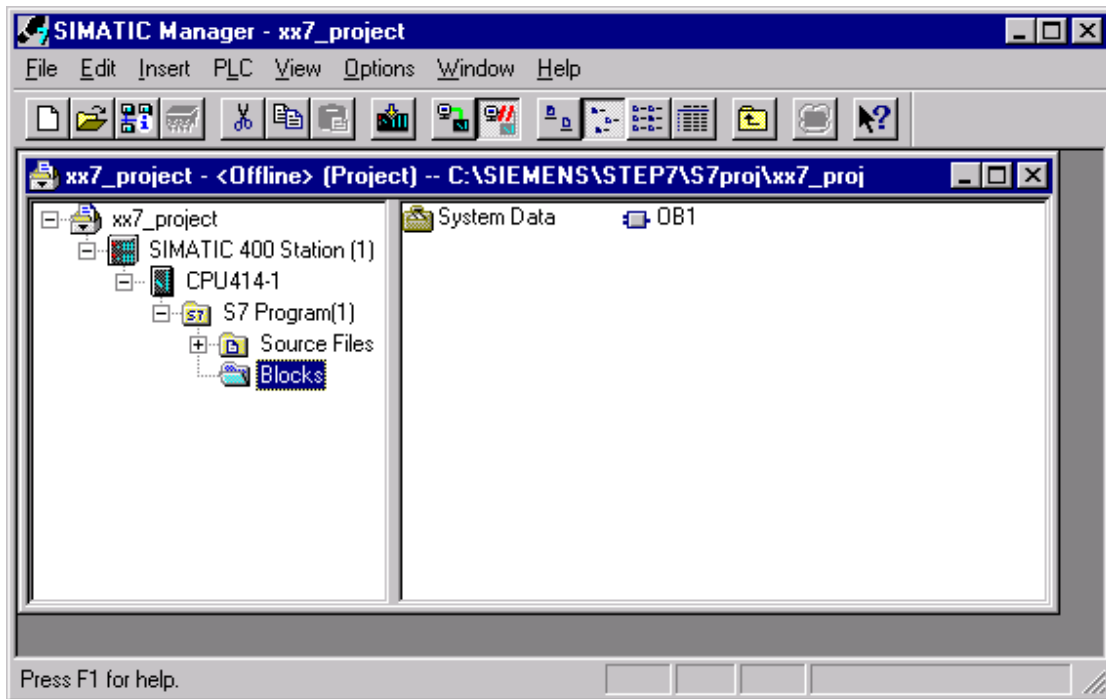 SIMATIC Manager - xx7_project
File Edit Insert PLC View Options Window Help
xx7_project - <Offline> (Project) -- C:\SIEMENS\STEP7\S7proj\xx7_proj
xx7_project
SIMATIC 400 Station (1)
CPU414-1
S7 Program(1)
Source Files
Blocks
System Data
OB1
Press F1 for help.